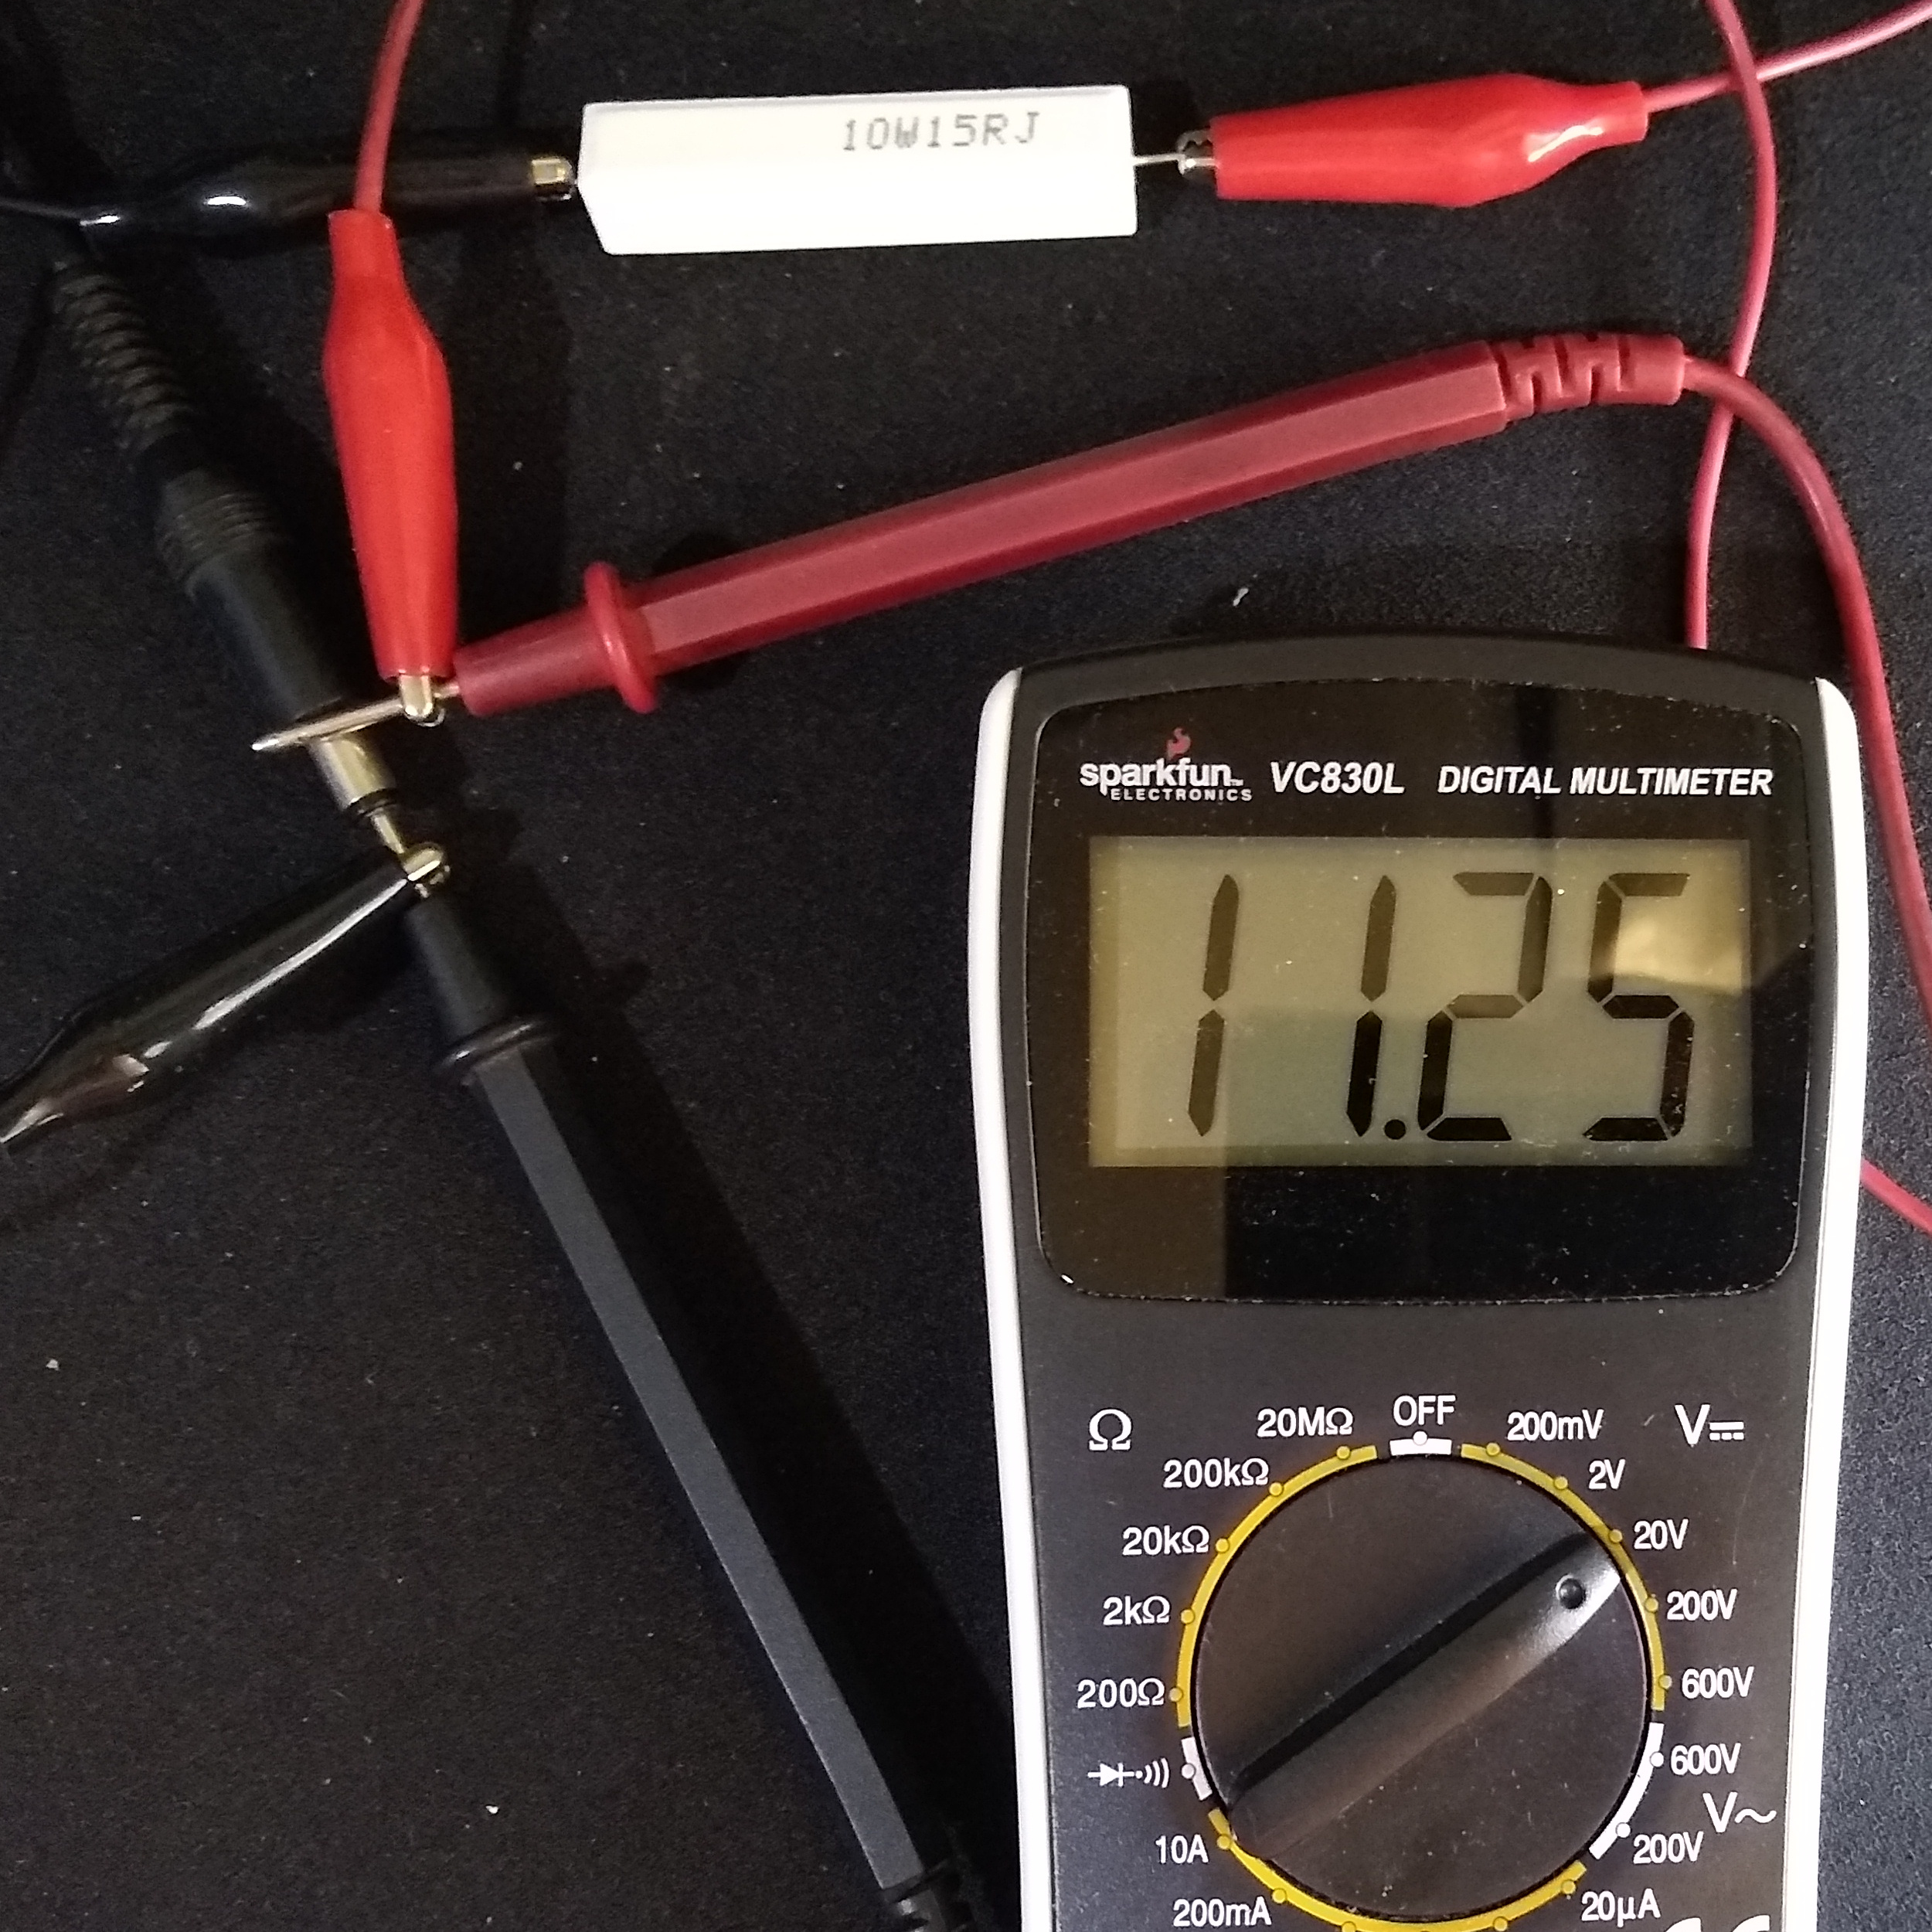 10W15RJ
sparkfun™ VC830L DIGITAL MULTIMETER
ELECTRONICS
11.25
Ω 20MΩ OFF 200mV V⎓
200kΩ 2V
20kΩ 20V
2kΩ 200V
200Ω 600V
600V
V~
10A 200V
200mA 20µA